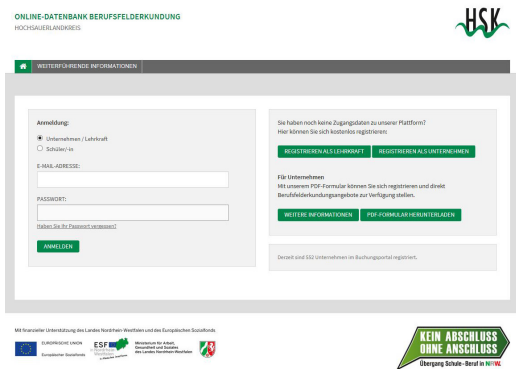 ONLINE-DATENBANK BERUFSFELDERKUNDUNG
HOCHSAUERLANDKREIS
HSK
WEITERFÜHRENDE INFORMATIONEN
Anmeldung:
Unternehmen / Lehrkraft
Schüler/-in
E-MAIL-ADRESSE:
PASSWORT:
Haben Sie Ihr Passwort vergessen?
ANMELDEN
Sie haben noch keine Zugangsdaten zu unserer Plattform?
Hier können Sie sich kostenlos registrieren:
REGISTRIEREN ALS LEHRKRAFT REGISTRIEREN ALS UNTERNEHMEN
Für Unternehmen
Mit unserem PDF-Formular können Sie sich registrieren und direkt
Berufsfelderkundungsangebote zur Verfügung stellen.
WEITERE INFORMATIONEN PDF-FORMULAR HERUNTERLADEN
Derzeit sind 552 Unternehmen im Buchungsportal registriert.
Mit finanzieller Unterstützung des Landes Nordrhein-Westfalen und des Europäischen Sozialfonds
EUROPÄISCHE UNION
Europäischer Sozialfonds
ESF
Nordrhein-Westfalen
Ministerium für Arbeit,
Gesundheit und Soziales
des Landes Nordrhein-Westfalen
KEIN ABSCHLUSS
OHNE ANSCHLUSS
Übergang Schule-Beruf in NRW.